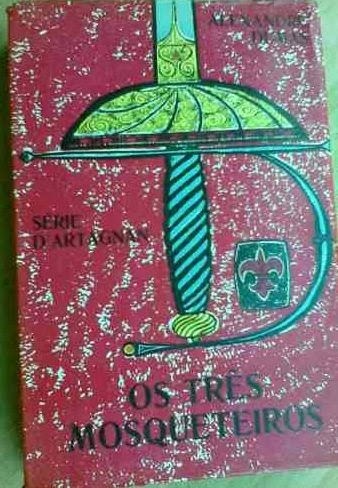 ALEXANDRE
DUMAS
SÉRIE
D'ARTAGNAN
OS TRÊS
MOSQUETEIROS